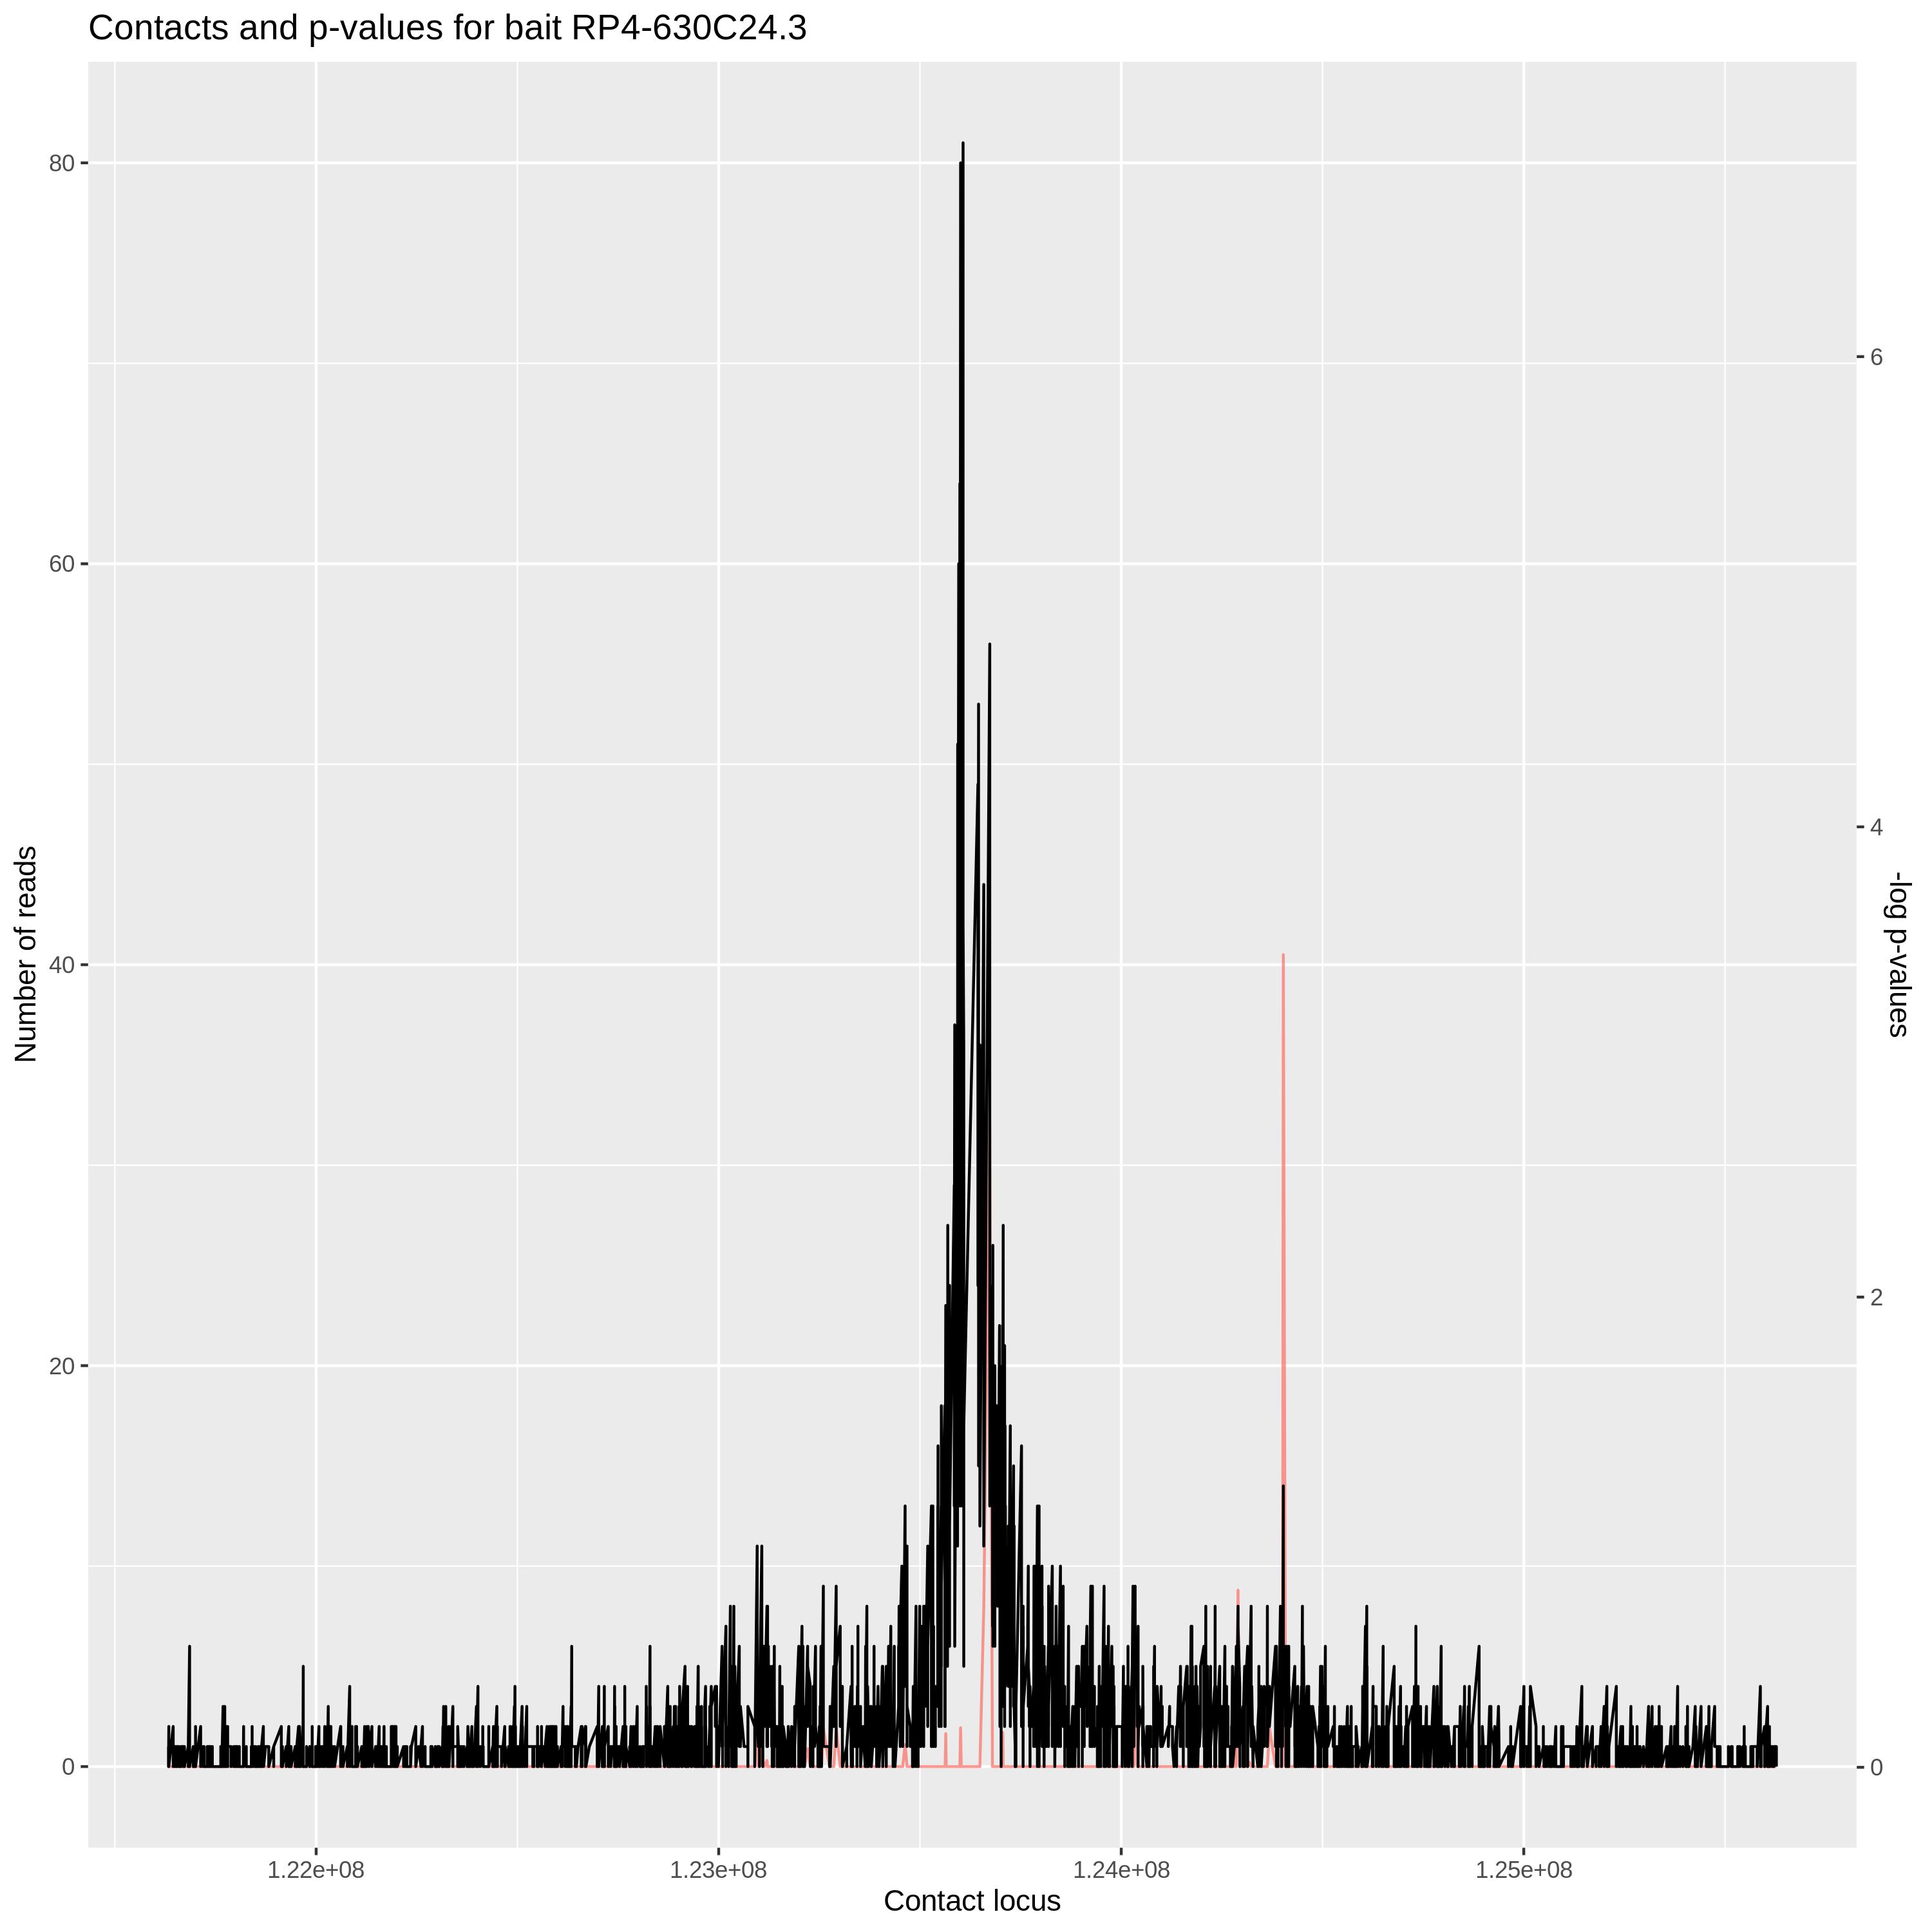 Contacts and p-values for bait RP4-630C24.3
80
60
40
20
0
Number of reads
6
4
2
0
-log p-values
1.22e+08
1.23e+08
1.24e+08
1.25e+08
Contact locus